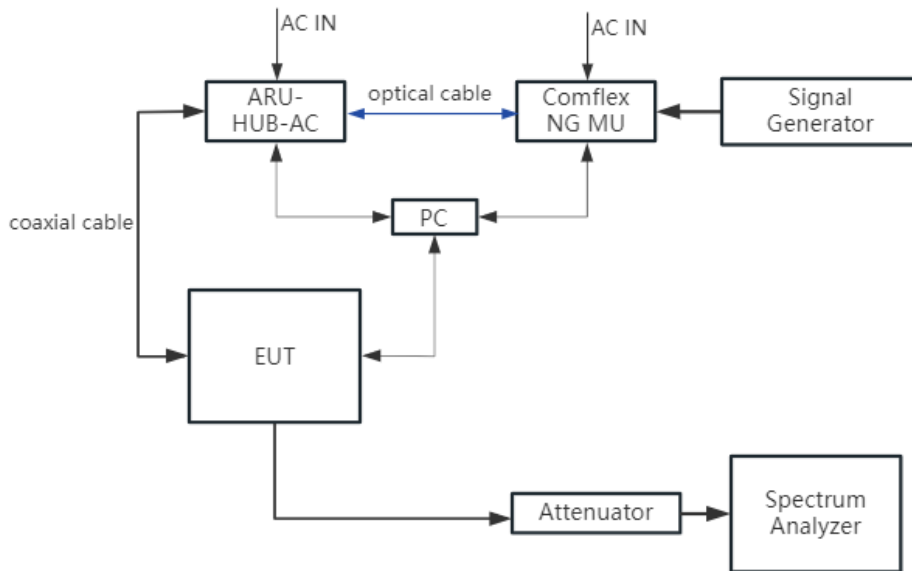 AC IN
AC IN
ARU-
HUB-AC
optical cable
Comflex
NG MU
Signal
Generator
PC
coaxial cable
EUT
Attenuator
Spectrum
Analyzer